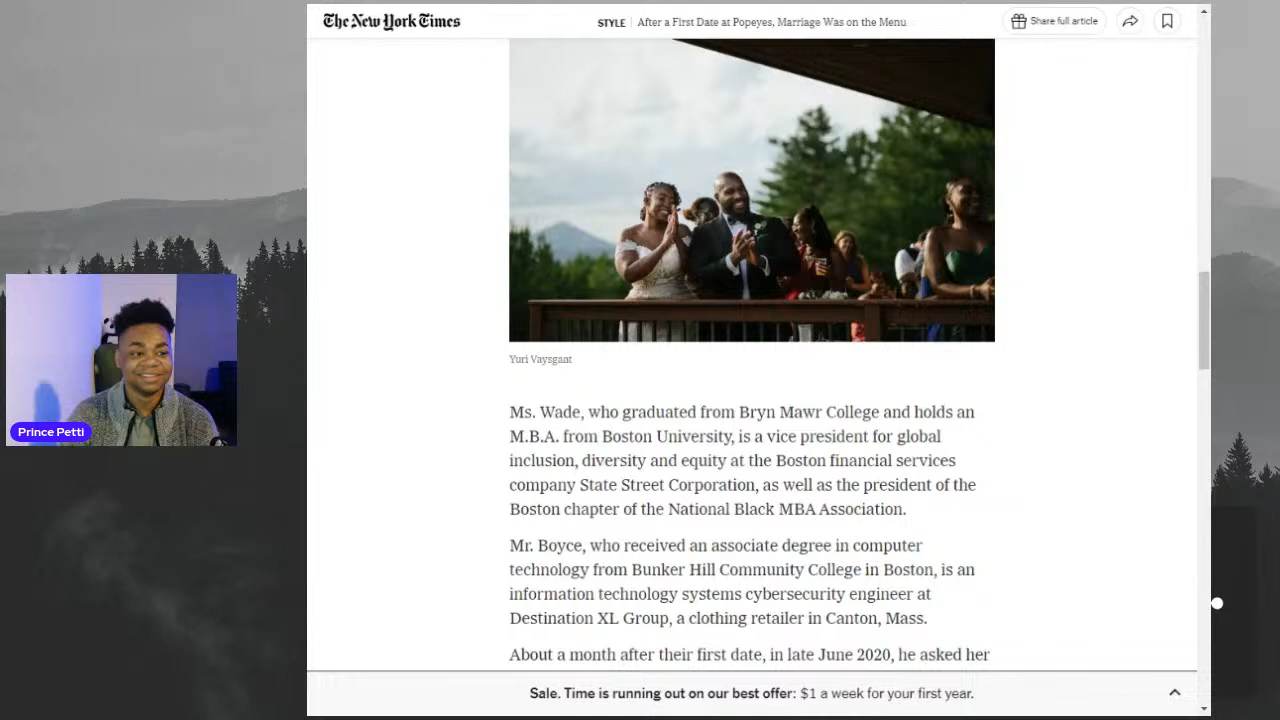 The New York Times
STYLE | After a First Date at Popeyes, Marriage Was on the Menu
Share full article
Yuri Vaysgant
Prince Petti
Ms. Wade, who graduated from Bryn Mawr College and holds an
M.B.A. from Boston University, is a vice president for global
inclusion, diversity and equity at the Boston financial services
company State Street Corporation, as well as the president of the
Boston chapter of the National Black MBA Association.
Mr. Boyce, who received an associate degree in computer
technology from Bunker Hill Community College in Boston, is an
information technology systems cybersecurity engineer at
Destination XL Group, a clothing retailer in Canton, Mass.
About a month after their first date, in late June 2020, he asked her
Sale. Time is running out on our best offer: $1 a week for your first year.